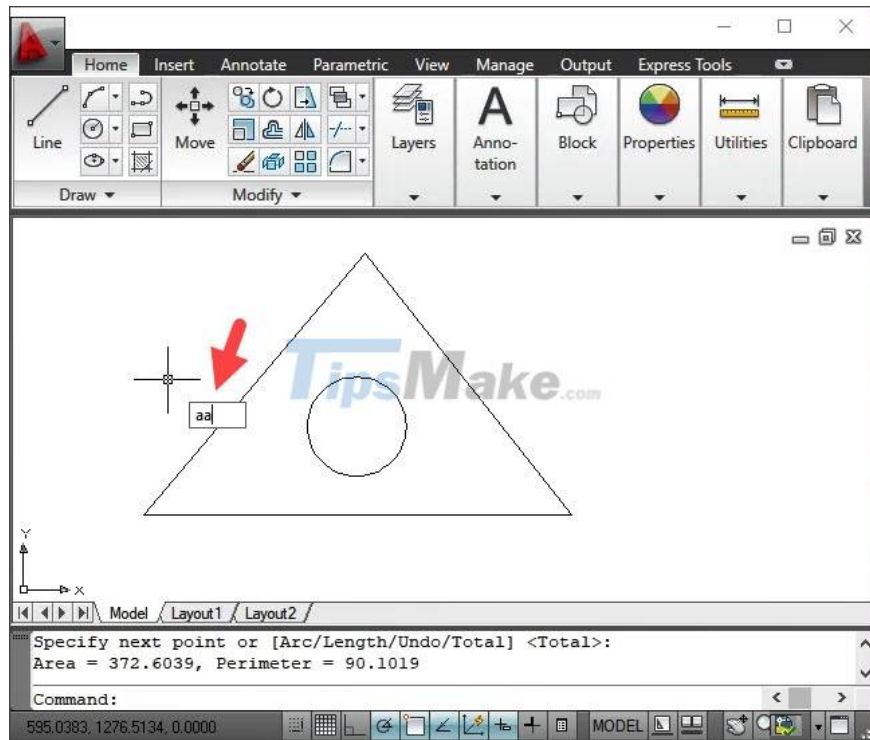 Home Insert Annotate Parametric View Manage Output Express Tools
Line
Move
Layers
Anno-
tation
Block
Properties
Utilities
Clipboard
Draw
Modify
TipsMake.com
aa
Y
X
Model Layout1 Layout2
Specify next point or [Arc/Length/Undo/Total] <Total>:
Area = 372.6039, Perimeter = 90.1019
Command:
595.0383, 1276.5134, 0.0000
MODEL